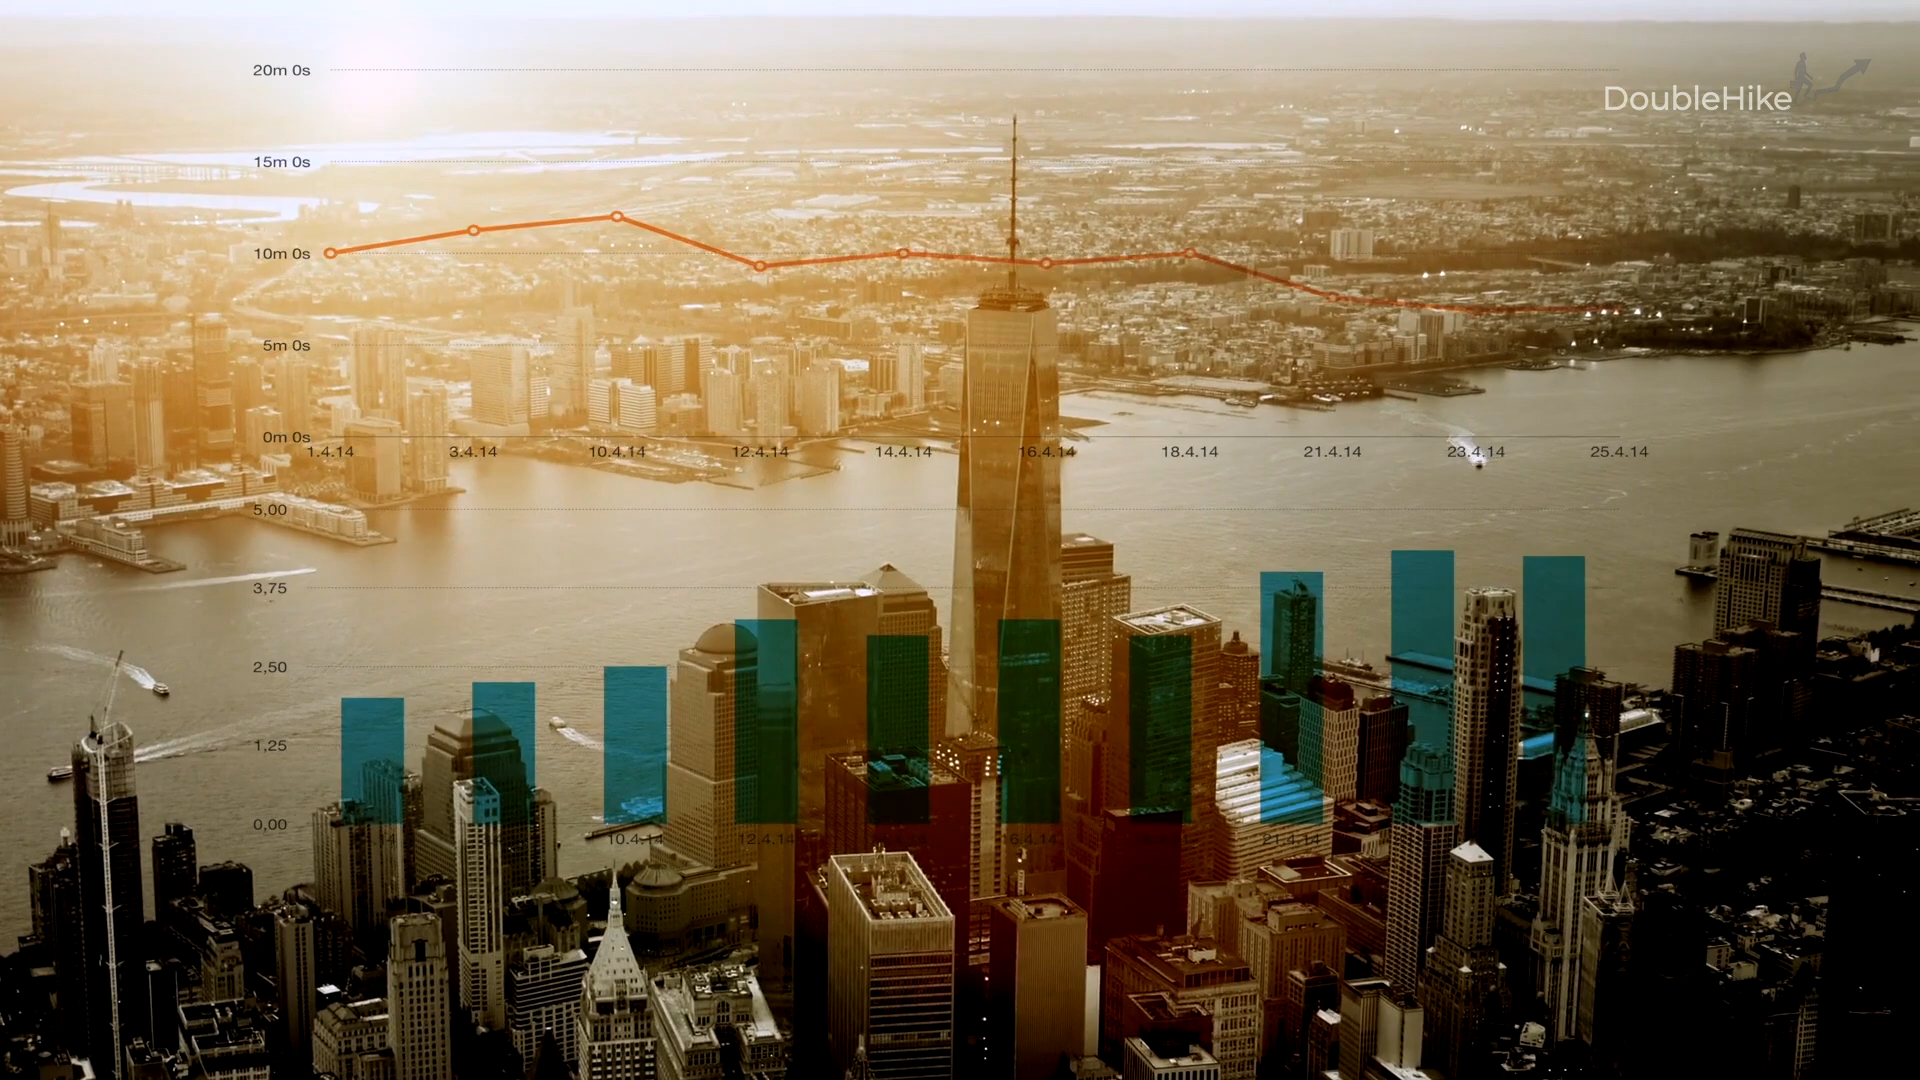 20m 0s
DoubleHike
15m 0s
10m 0s
5m 0s
0m 0s
1.4.14 3.4.14 10.4.14 12.4.14 14.4.14 16.4.14 18.4.14 21.4.14 23.4.14 25.4.14
5,00
3,75
2,50
1,25
0,00
10.4.14 12.4.14 16.4.14 21.4.14